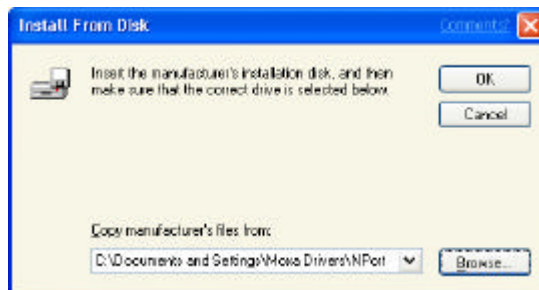 Install From Disk
Comments?
Insert the manufacturer's installation disk, and then
make sure that the correct drive is selected below.
OK
Cancel
Copy manufacturer's files from:
C:\Documents and Settings\Moxa Drivers\NPort
Browse...